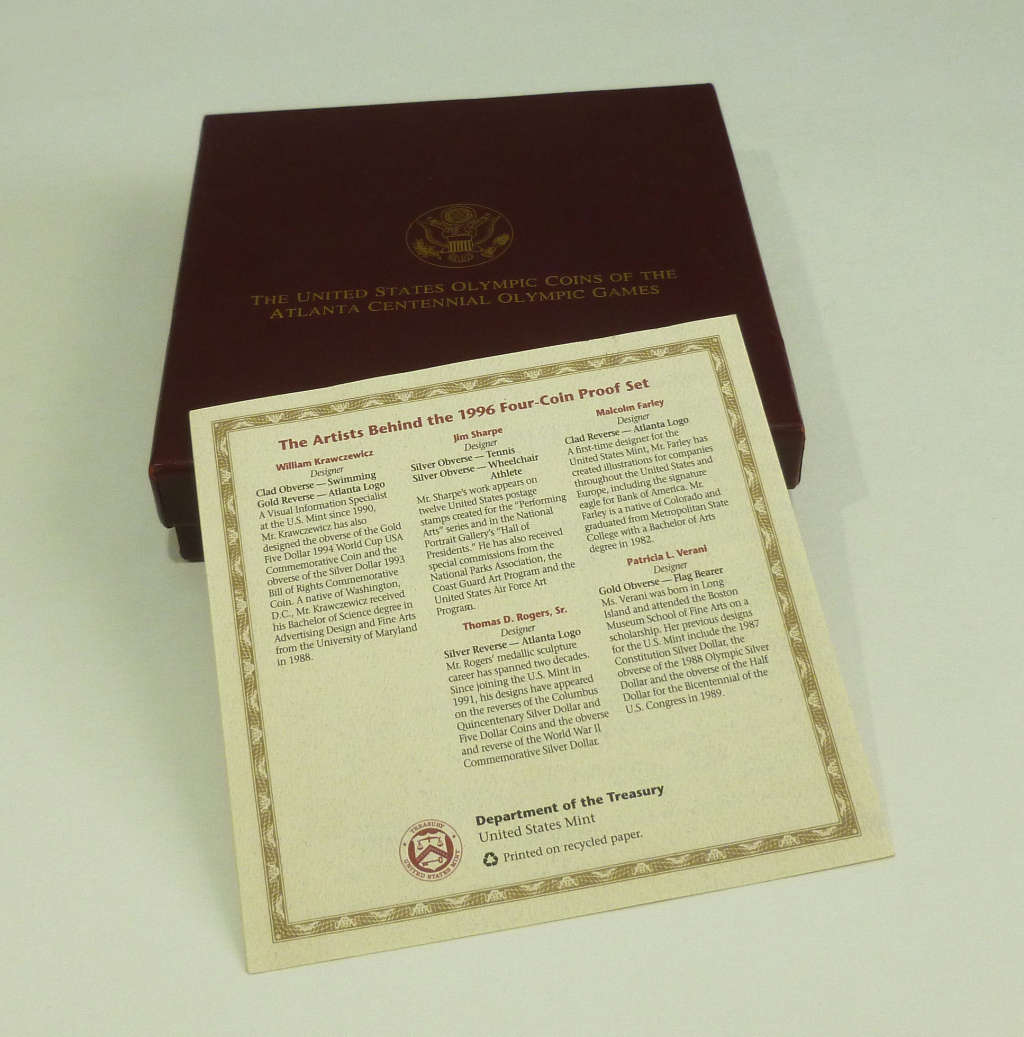 THE UNITED STATES OLYMPIC COINS OF THE
ATLANTA CENTENNIAL OLYMPIC GAMES
The Artists Behind the 1996 Four-Coin Proof Set
William Krawczewicz
Designer
Clad Obverse — Swimming
Gold Reverse — Atlanta Logo
A Visual Information Specialist
at the U.S. Mint since 1990,
Mr. Krawczewicz has also
designed the obverse of the Gold
Five Dollar 1994 World Cup USA
Commemorative Coin and the
obverse of the Silver Dollar 1993
Bill of Rights Commemorative
Coin. A native of Washington,
D.C., Mr. Krawczewicz received
his Bachelor of Science degree in
Advertising Design and Fine Arts
from the University of Maryland
in 1988.
Jim Sharpe
Designer
Silver Obverse — Tennis
Silver Obverse — Wheelchair
Athlete
Mr. Sharpe's work appears on
twelve United States postage
stamps created for the "Performing
Arts" series and in the National
Portrait Gallery's "Hall of
Presidents." He has also received
special commissions from the
National Parks Association, the
Coast Guard Art Program and the
United States Air Force Art
Program.
Thomas D. Rogers, Sr.
Designer
Silver Reverse — Atlanta Logo
Mr. Rogers' medallic sculpture
career has spanned two decades.
Since joining the U.S. Mint in
1991, his designs have appeared
on the reverses of the Columbus
Quincentenary Silver Dollar and
Five Dollar Coins and the obverse
and reverse of the World War II
Commemorative Silver Dollar.
Malcolm Farley
Designer
Clad Reverse — Atlanta Logo
A first-time designer for the
United States Mint, Mr. Farley has
created illustrations for companies
throughout the United States and
Europe, including the signature
eagle for Bank of America. Mr.
Farley is a native of Colorado and
graduated from Metropolitan State
College with a Bachelor of Arts
degree in 1982.
Patricia L. Verani
Designer
Gold Obverse — Flag Bearer
Ms. Verani was born in Long
Island and attended the Boston
Museum School of Fine Arts on a
scholarship. Her previous designs
for the U.S. Mint include the 1987
Constitution Silver Dollar, the
obverse of the 1988 Olympic Silver
Dollar and the obverse of the Half
Dollar for the Bicentennial of the
U.S. Congress in 1989.
TREASURY
UNITED STATES MINT
Department of the Treasury
United States Mint
Printed on recycled paper.